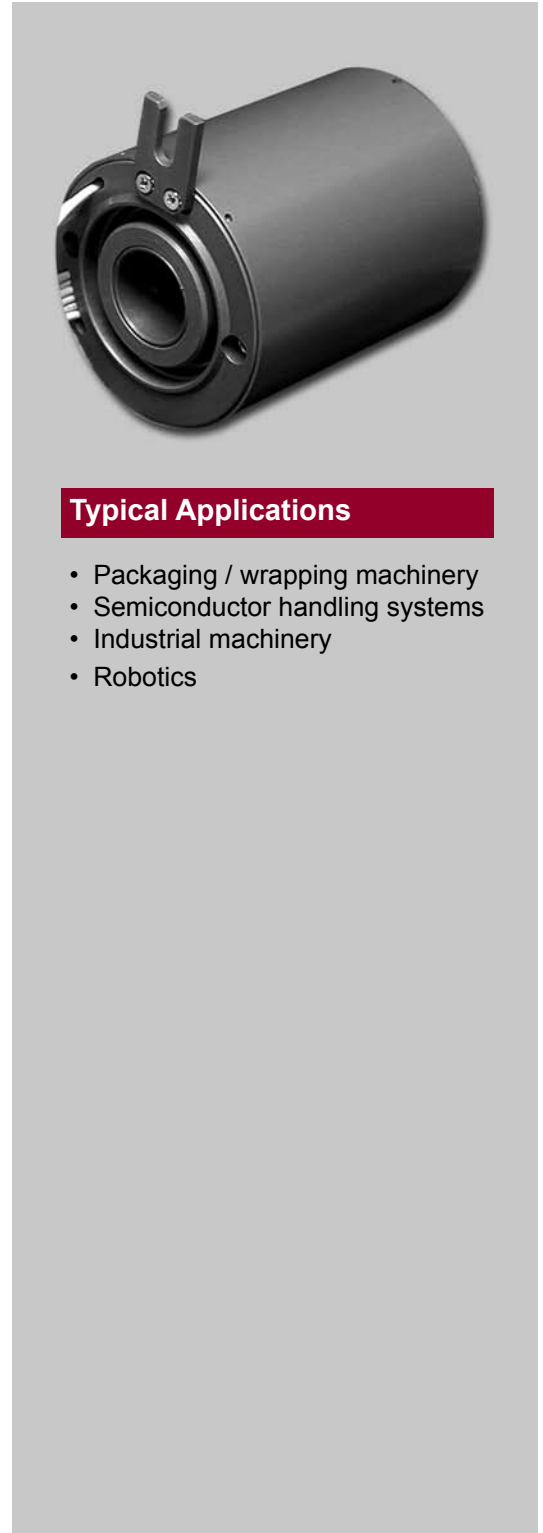 Typical Applications
• Packaging / wrapping machinery
• Semiconductor handling systems
• Industrial machinery
• Robotics